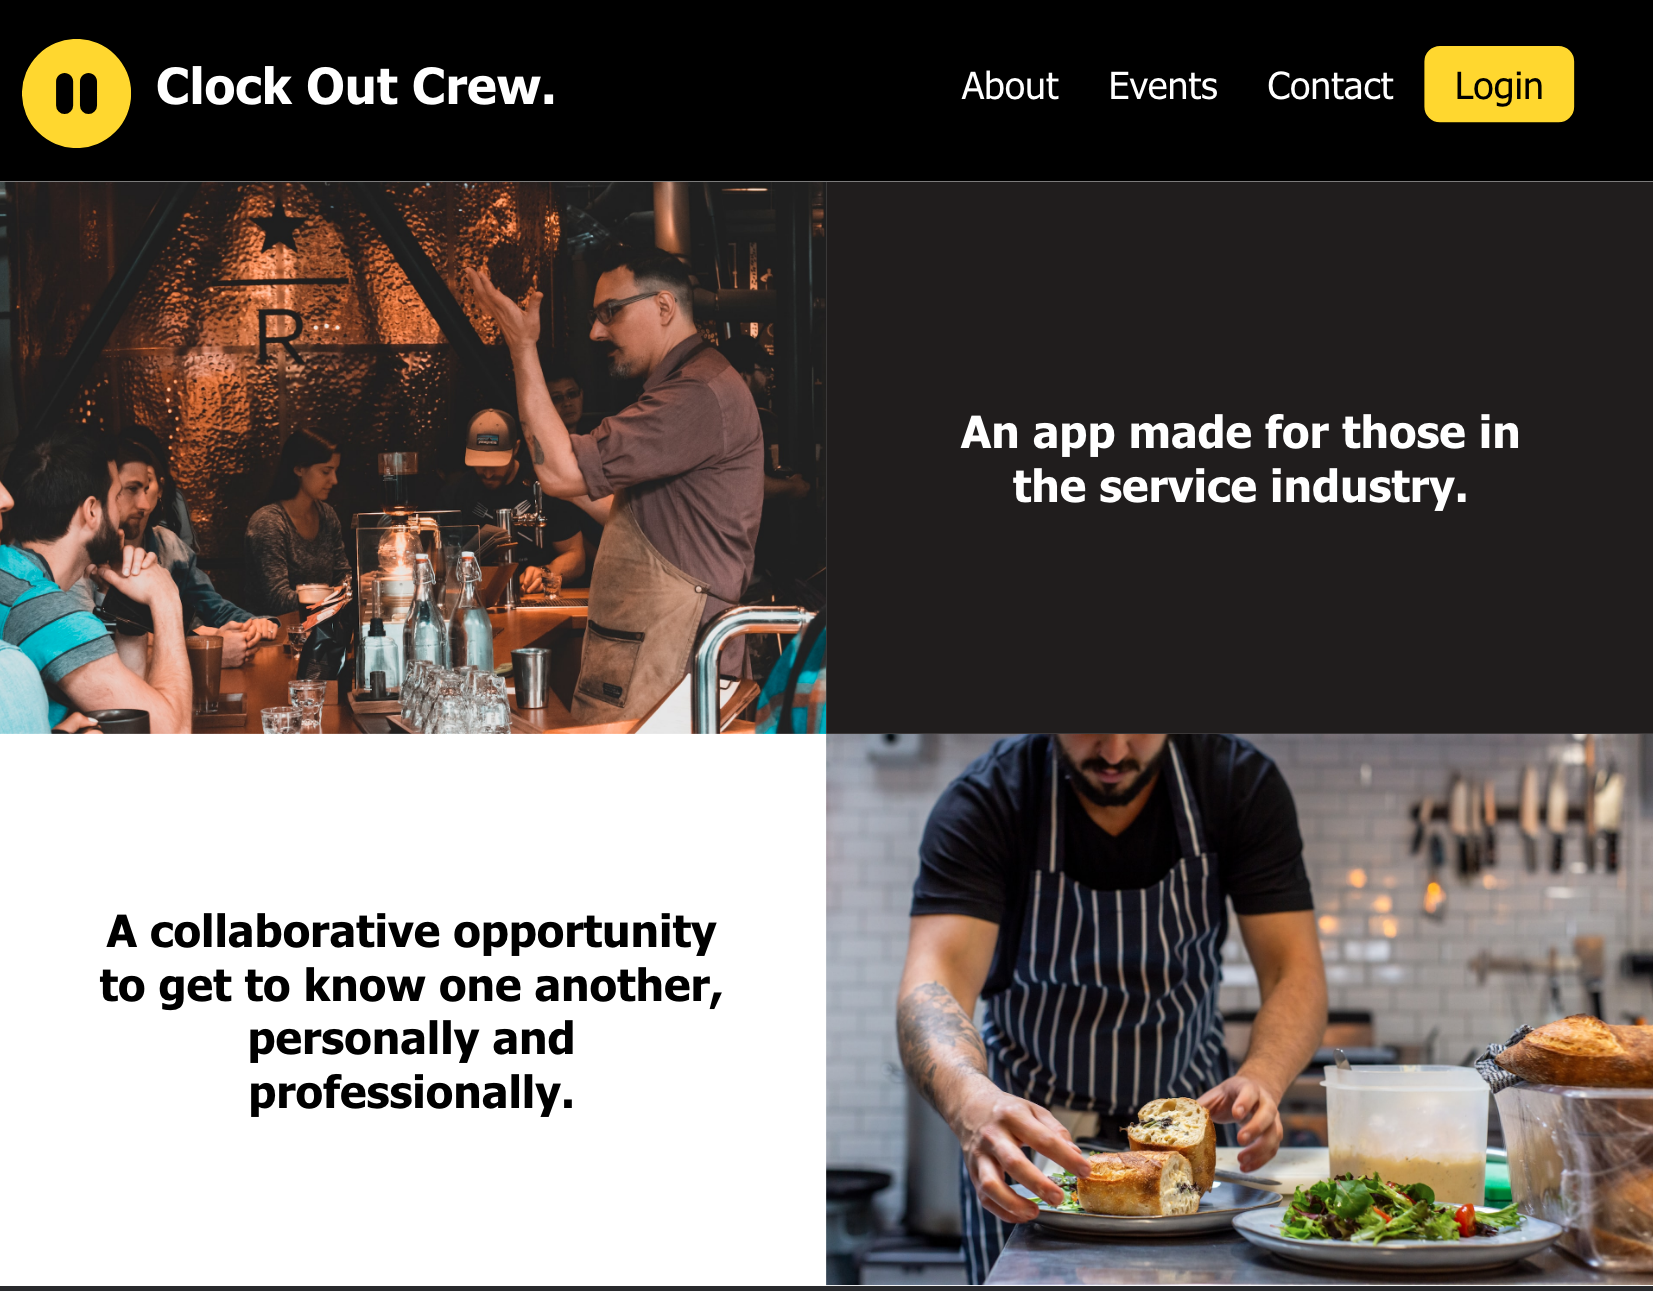 Clock Out Crew.
About Events Contact Login
R
An app made for those in
the service industry.
A collaborative opportunity
to get to know one another,
personally and
professionally.